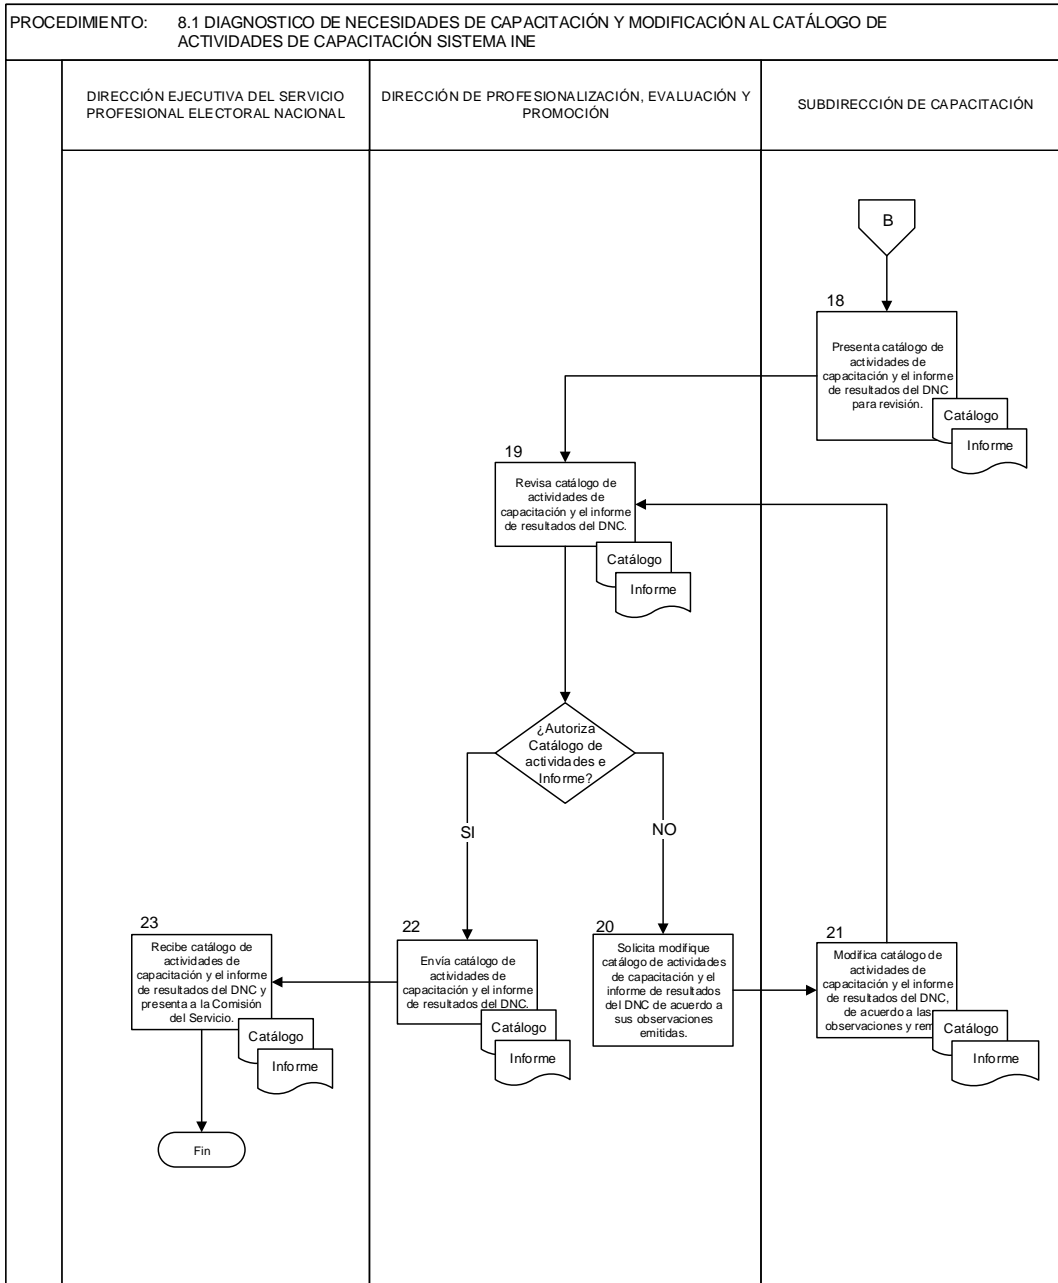 PROCEDIMIENTO: 8.1 DIAGNOSTICO DE NECESIDADES DE CAPACITACIÓN Y MODIFICACIÓN AL CATÁLOGO DE
ACTIVIDADES DE CAPACITACIÓN SISTEMA INE
DIRECCIÓN EJECUTIVA DEL SERVICIO
PROFESIONAL ELECTORAL NACIONAL
DIRECCIÓN DE PROFESIONALIZACIÓN, EVALUACIÓN Y
PROMOCIÓN
SUBDIRECCIÓN DE CAPACITACIÓN
B
18
Presenta catálogo de
actividades de
capacitación y el informe
de resultados del DNC
para revisión.
Catálogo
Informe
19
Revisa catálogo de
actividades de
capacitación y el informe
de resultados del DNC.
Catálogo
Informe
¿Autoriza
Catálogo de
actividades e
Informe?
SI
NO
23
Recibe catálogo de
actividades de
capacitación y el informe
de resultados del DNC y
presenta a la Comisión
del Servicio.
Catálogo
Informe
22
Envía catálogo de
actividades de
capacitación y el informe
de resultados del DNC.
Catálogo
Informe
20
Solicita modifique
catálogo de actividades
de capacitación y el
informe de resultados
del DNC de acuerdo a
sus observaciones
emitidas.
21
Modifica catálogo de
actividades de
capacitación y el informe
de resultados del DNC,
de acuerdo a las
observaciones y
Catálogo
Informe
Fin